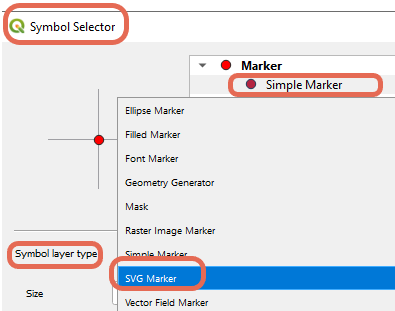 Symbol Selector
Marker
Simple Marker
Ellipse Marker
Filled Marker
Font Marker
Geometry Generator
Mask
Raster Image Marker
Simple Marker
Symbol layer type
SVG Marker
Size
Vector Field Marker